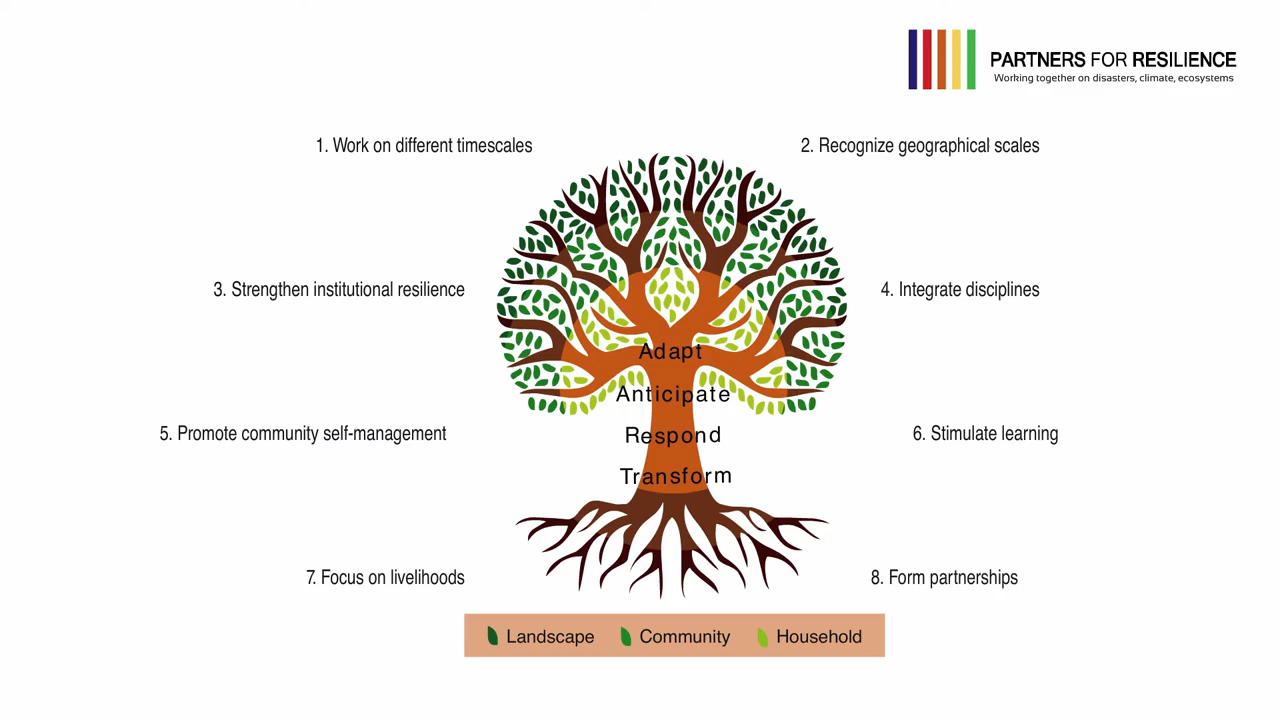 PARTNERS FOR RESILIENCE
Working together on disasters, climate, ecosystems
1. Work on different timescales
2. Recognize geographical scales
3. Strengthen institutional resilience
4. Integrate disciplines
Adapt
Anticipate
5. Promote community self-management
Respond
6. Stimulate learning
Transform
7. Focus on livelihoods
8. Form partnerships
Landscape
Community
Household